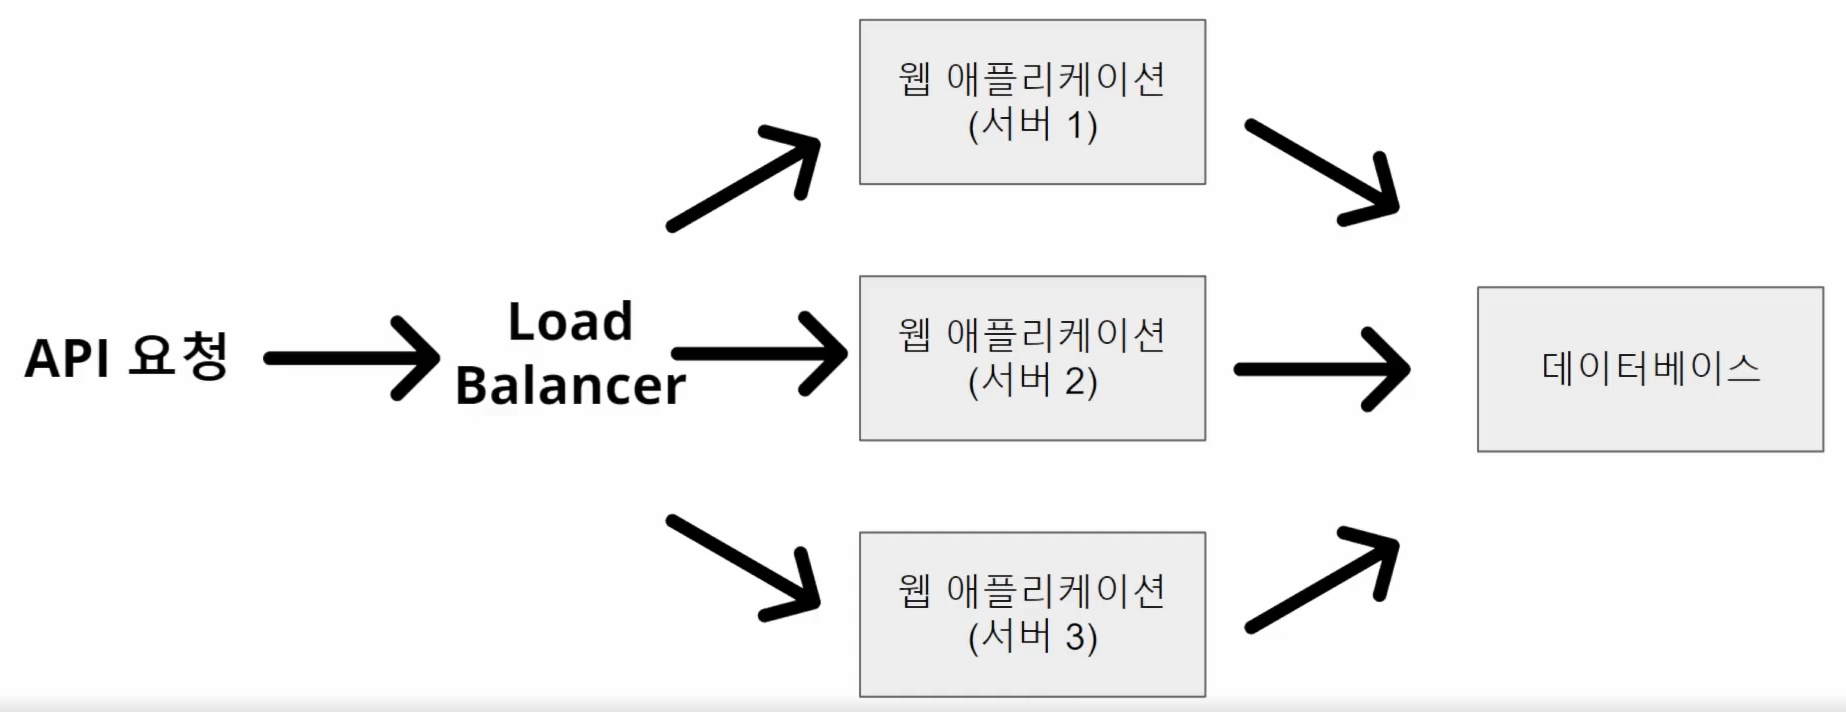 API 요청
Load
Balancer
웹 애플리케이션
(서버 1)
웹 애플리케이션
(서버 2)
웹 애플리케이션
(서버 3)
데이터베이스